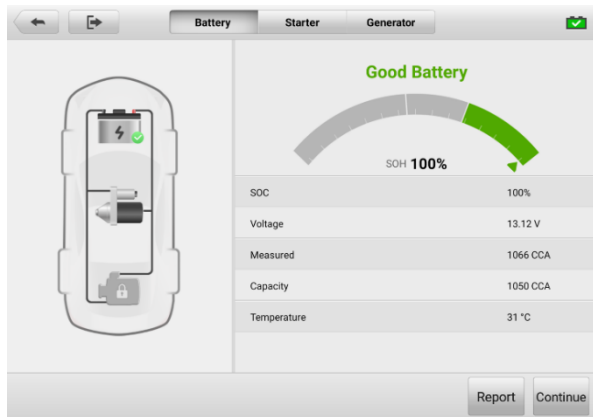 Battery Starter Generator
Good Battery
SOH 100%
SOC 100%
Voltage 13.12 V
Measured 1066 CCA
Capacity 1050 CCA
Temperature 31 °C
Report Continue